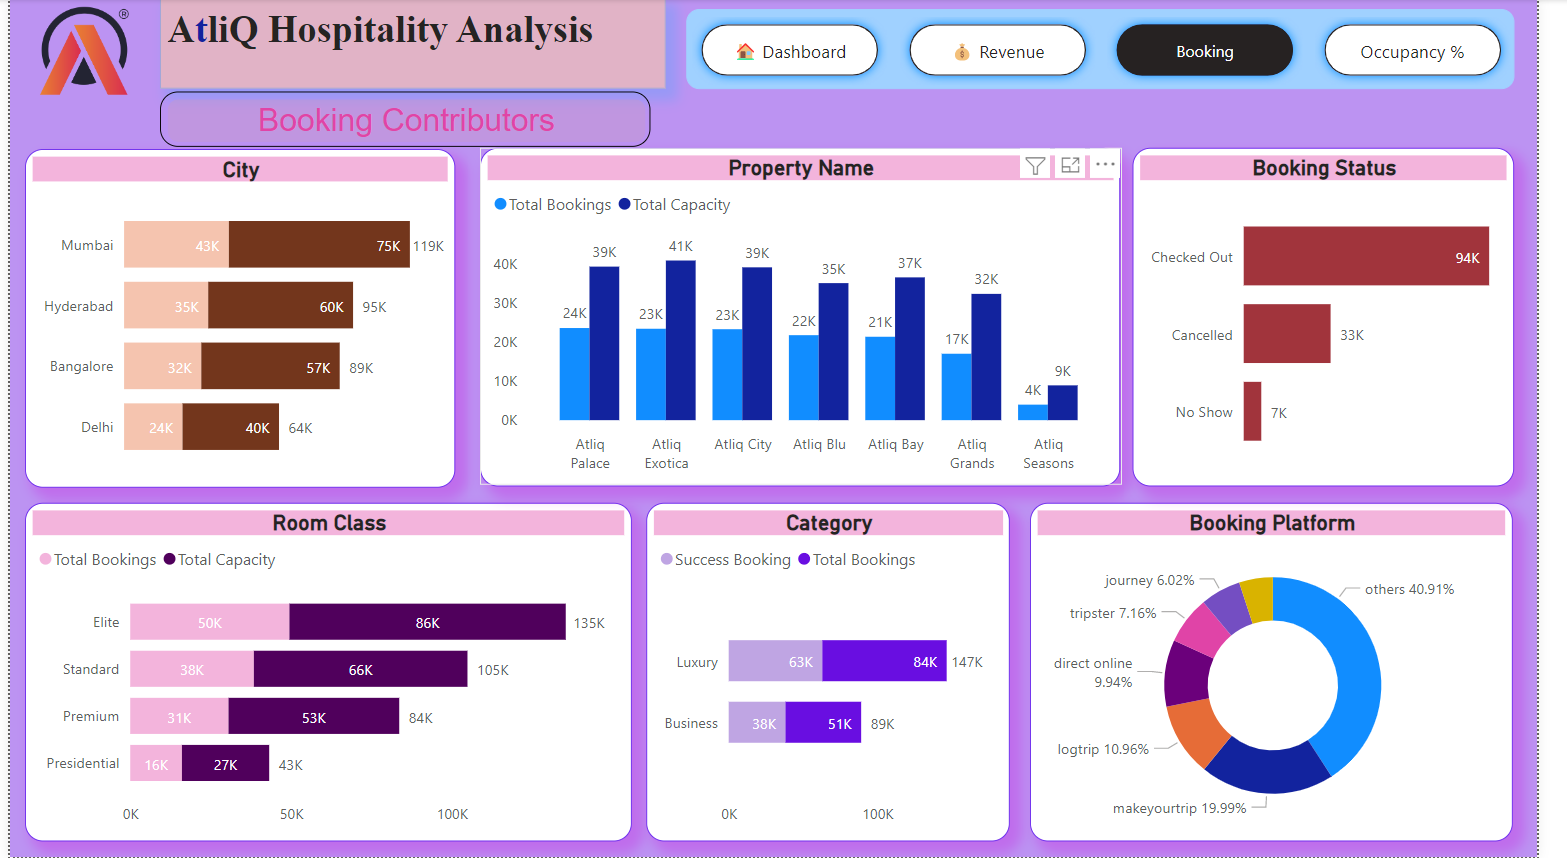 ®
AtliQ Hospitality Analysis
Dashboard
Revenue
Booking
Occupancy %
Booking Contributors
City
Mumbai 43K 75K 119K
Hyderabad 35K 60K 95K
Bangalore 32K 57K 89K
Delhi 24K 40K 64K
Property Name
Total Bookings Total Capacity
40K
30K
20K
10K
0K
24K 39K 23K 41K 23K 39K 22K 35K 21K 37K 17K 32K 4K 9K
Atliq Palace
Atliq Exotica
Atliq City
Atliq Blu
Atliq Bay
Atliq Grands
Atliq Seasons
Booking Status
Checked Out 94K
Cancelled 33K
No Show 7K
Room Class
Total Bookings Total Capacity
Elite 50K 86K 135K
Standard 38K 66K 105K
Premium 31K 53K 84K
Presidential 16K 27K 43K
0K 50K 100K
Category
Success Booking Total Bookings
Luxury 63K 84K 147K
Business 38K 51K 89K
0K 100K
Booking Platform
journey 6.02%
others 40.91%
tripster 7.16%
direct online
9.94%
logtrip 10.96%
makeyourtrip 19.99%